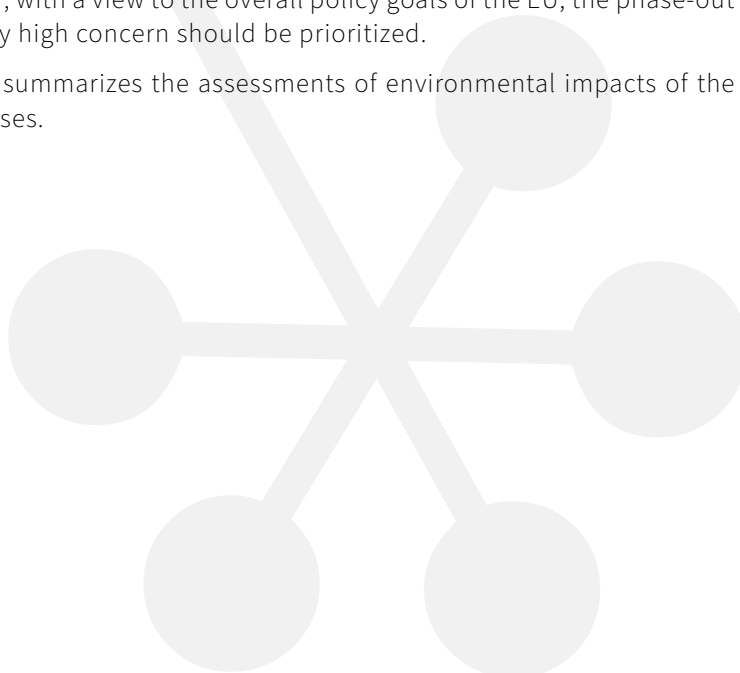 , with a view to the overall policy goals of the EU, the phase-out
y high concern should be prioritized.
summarizes the assessments of environmental impacts of the
ses.